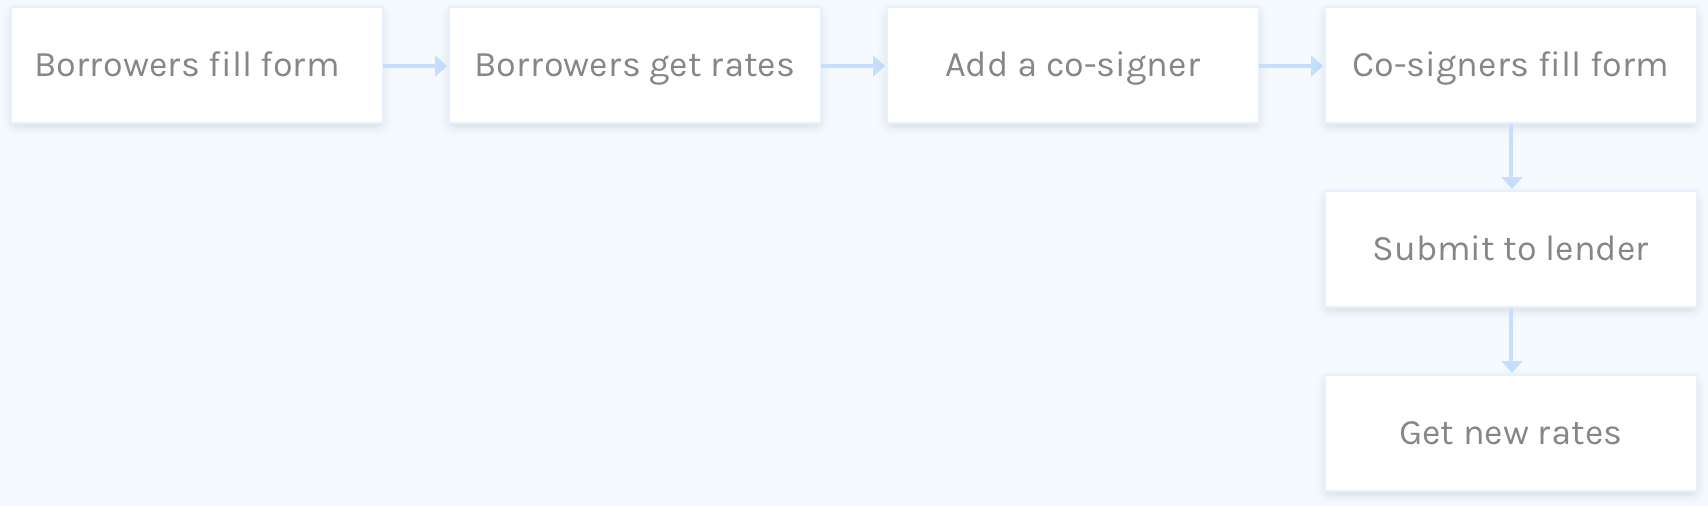 Borrowers fill form
Borrowers get rates
Add a co-signer
Co-signers fill form
Submit to lender
Get new rates